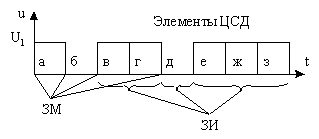 u
Элементы ЦСД
U1
а б в г д е ж з t
ЗМ ЗИ